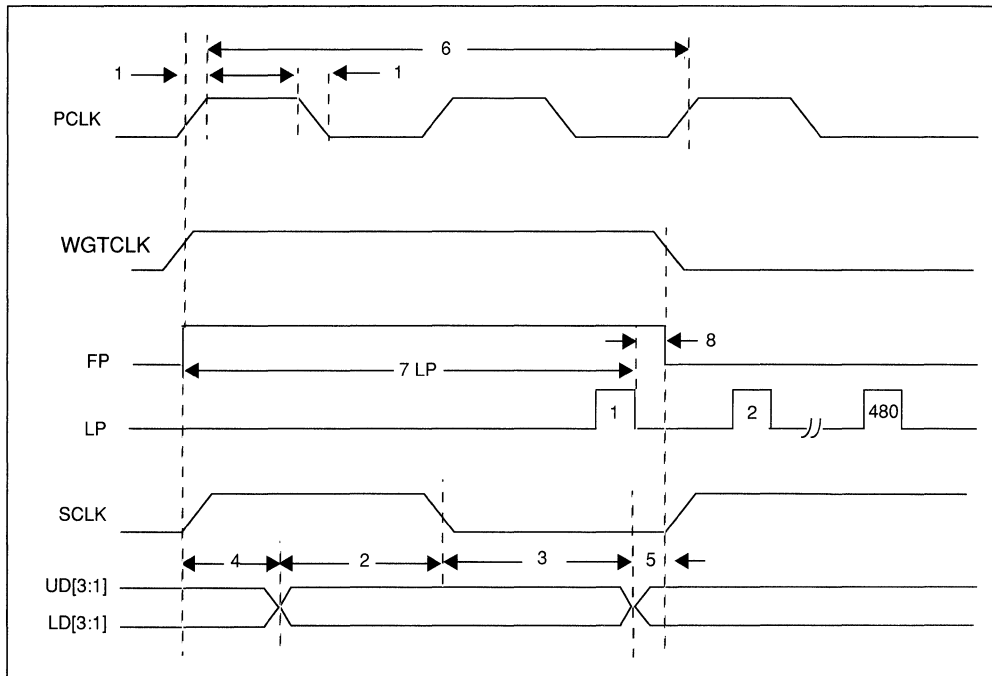 6
1 1
PCLK
WGTCLK
8
FP
7 LP
LP 1 2 480
SCLK
4 2 3 5
UD[3:1]
LD[3:1]